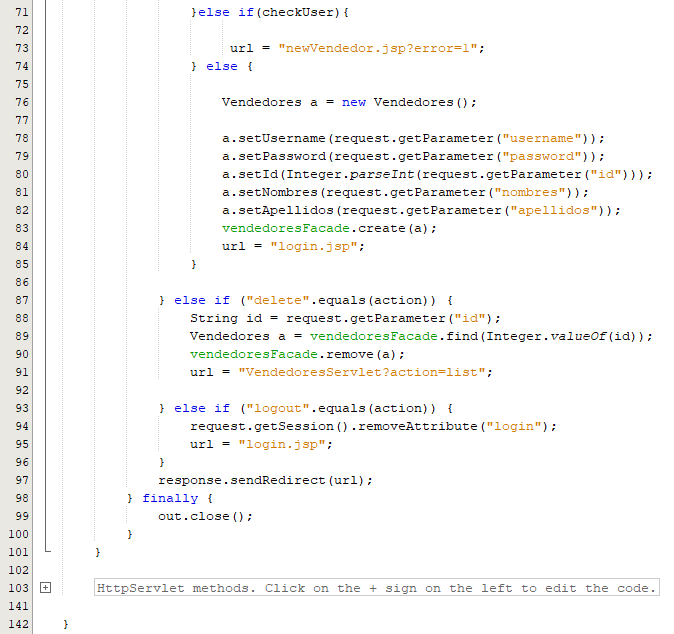 71 }else if(checkUser){
72
73 url = "newVendedor.jsp?error=1";
74 } else {
75
76 Vendedores a = new Vendedores();
77
78 a.setUsername(request.getParameter("username"));
79 a.setPassword(request.getParameter("password"));
80 a.setId(Integer.parseInt(request.getParameter("id")));
81 a.setNombres(request.getParameter("nombres"));
82 a.setApellidos(request.getParameter("apellidos"));
83 vendedoresFacade.create(a);
84 url = "login.jsp";
85 }
86
87 } else if ("delete".equals(action)) {
88 String id = request.getParameter("id");
89 Vendedores a = vendedoresFacade.find(Integer.valueOf(id));
90 vendedoresFacade.remove(a);
91 url = "VendedoresServlet?action=list";
92
93 } else if ("logout".equals(action)) {
94 request.getSession().removeAttribute("login");
95 url = "login.jsp";
96 }
97 response.sendRedirect(url);
98 } finally {
99 out.close();
100 }
101 }
102
103 HttpServlet methods. Click on the + sign on the left to edit the code.
141
142 }